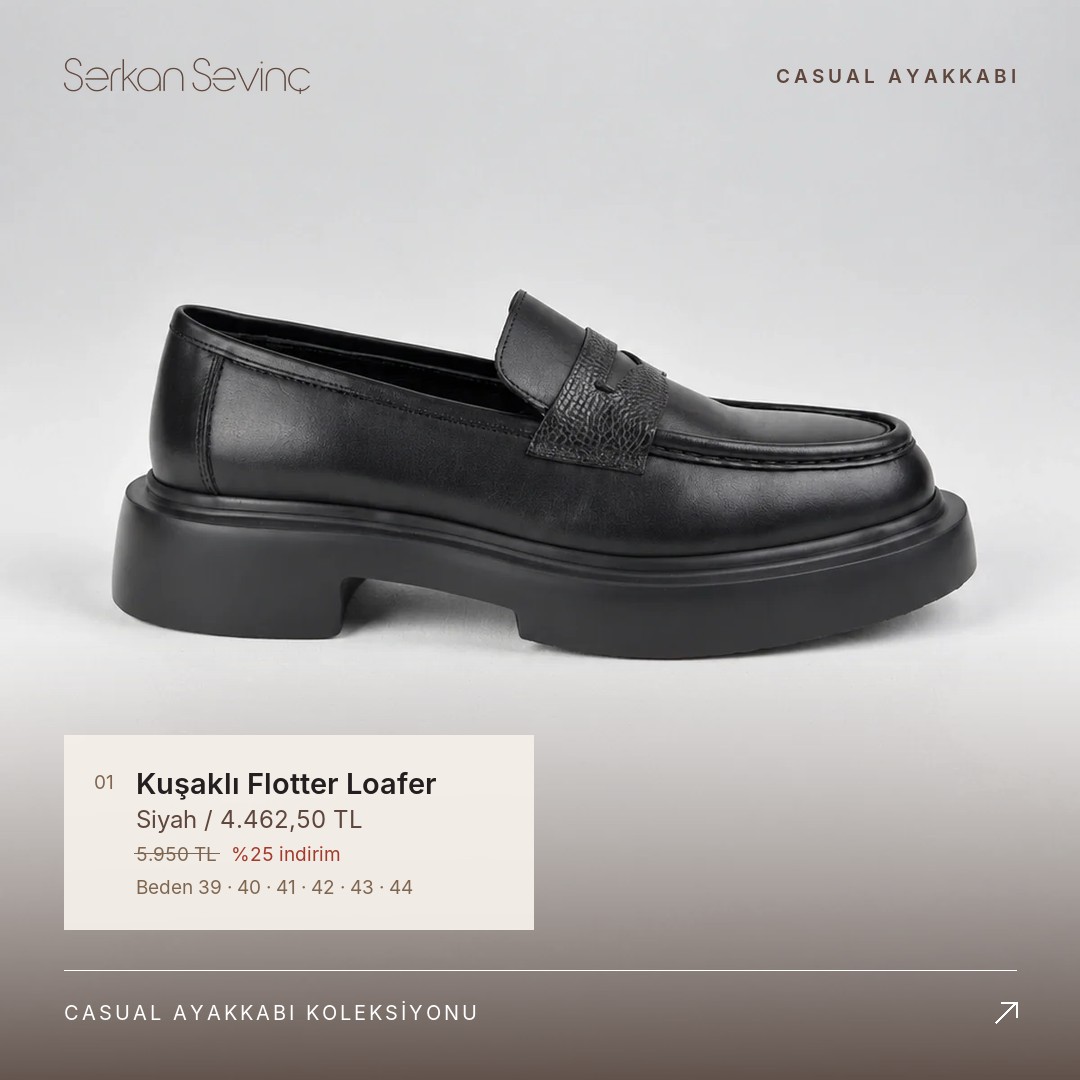 Serkan Sevinç
CASUAL AYAKKABI
01 Kuşaklı Flotter Loafer
Siyah / 4.462,50 TL
5.950 TL %25 indirim
Beden 39 · 40 · 41 · 42 · 43 · 44
CASUAL AYAKKABI KOLEKSİYONU